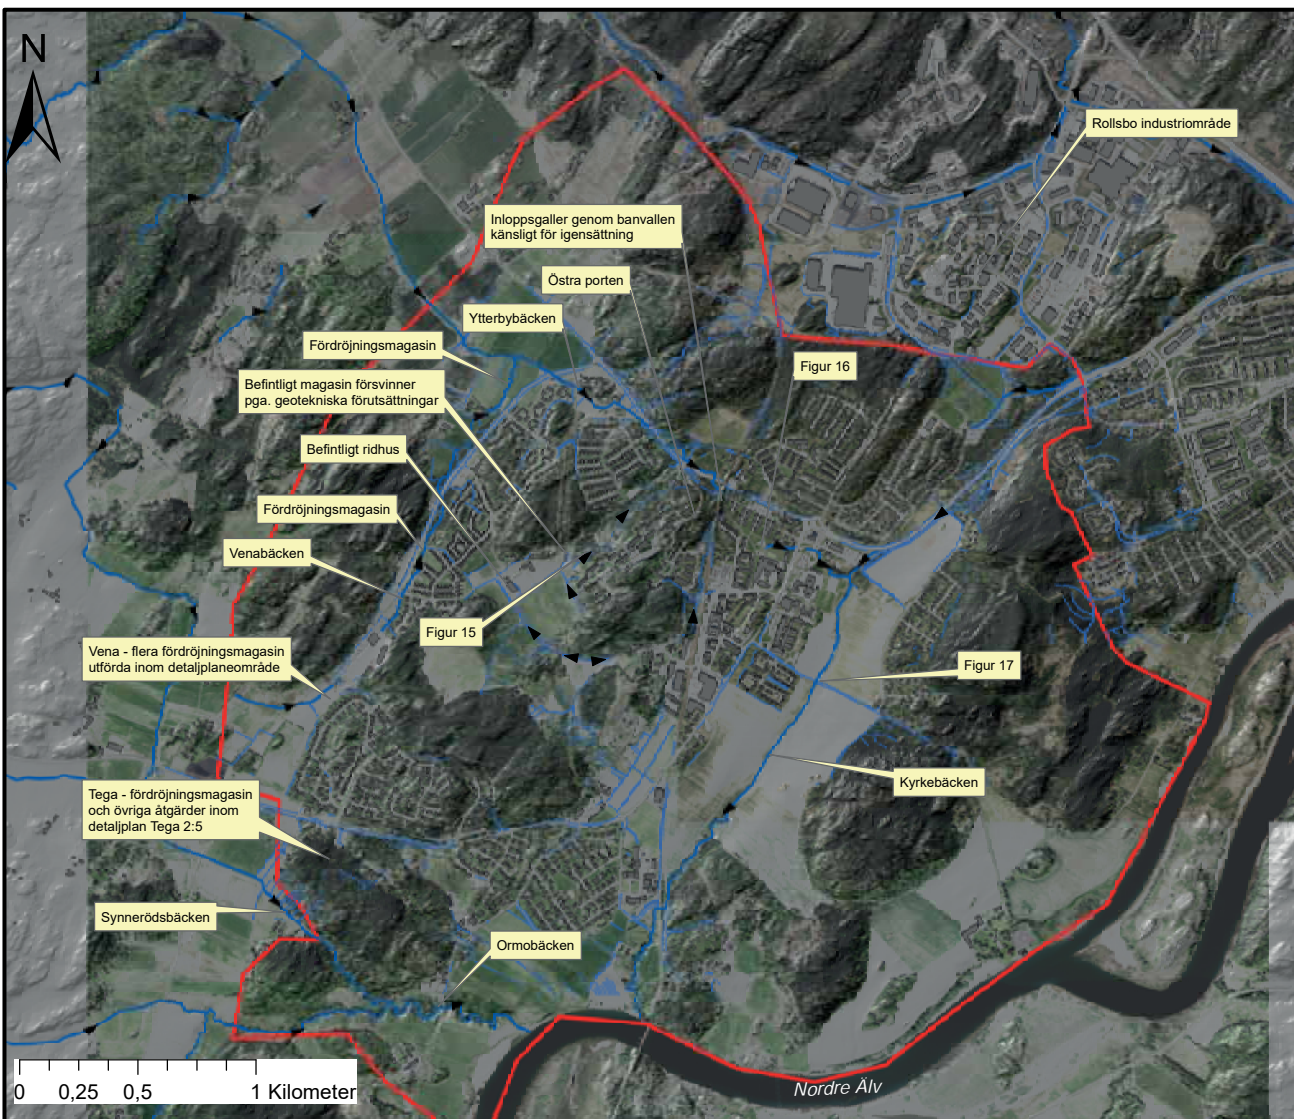 N
Rollsbo industriområde
Inloppsgaller genom banvallen
känsligt för igensättning
Östra porten
Ytterbybäcken
Fördröjningsmagasin
Figur 16
Befintligt magasin försvinner
pga. geotekniska förutsättningar
Befintligt ridhus
Fördröjningsmagasin
Venabäcken
Figur 15
Vena - flera fördröjningsmagasin
utförda inom detaljplaneområde
Figur 17
Kyrkebäcken
Tega - fördröjningsmagasin
och övriga åtgärder inom
detaljplan Tega 2:5
Synnerödsbäcken
Ormobäcken
Nordre Älv
0 0,25 0,5 1 Kilometer